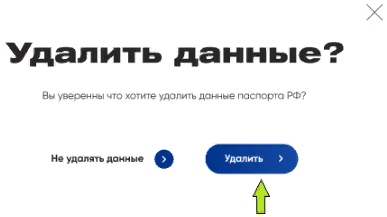 Удалить данные?
Вы уверенны что хотите удалить данные паспорта РФ?
Не удалять данные
Удалить